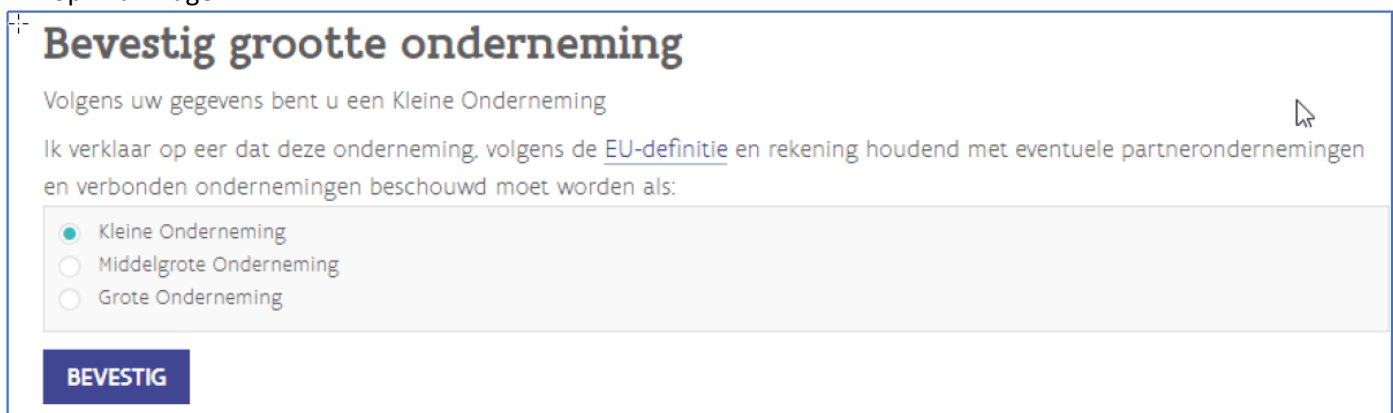 Bevestig grootte onderneming
Volgens uw gegevens bent u een Kleine Onderneming
Ik verklaar op eer dat deze onderneming, volgens de EU-definitie en rekening houdend met eventuele partnerondernemingen
en verbonden ondernemingen beschouwd moet worden als:
Kleine Onderneming
Middelgrote Onderneming
Grote Onderneming
BEVESTIG